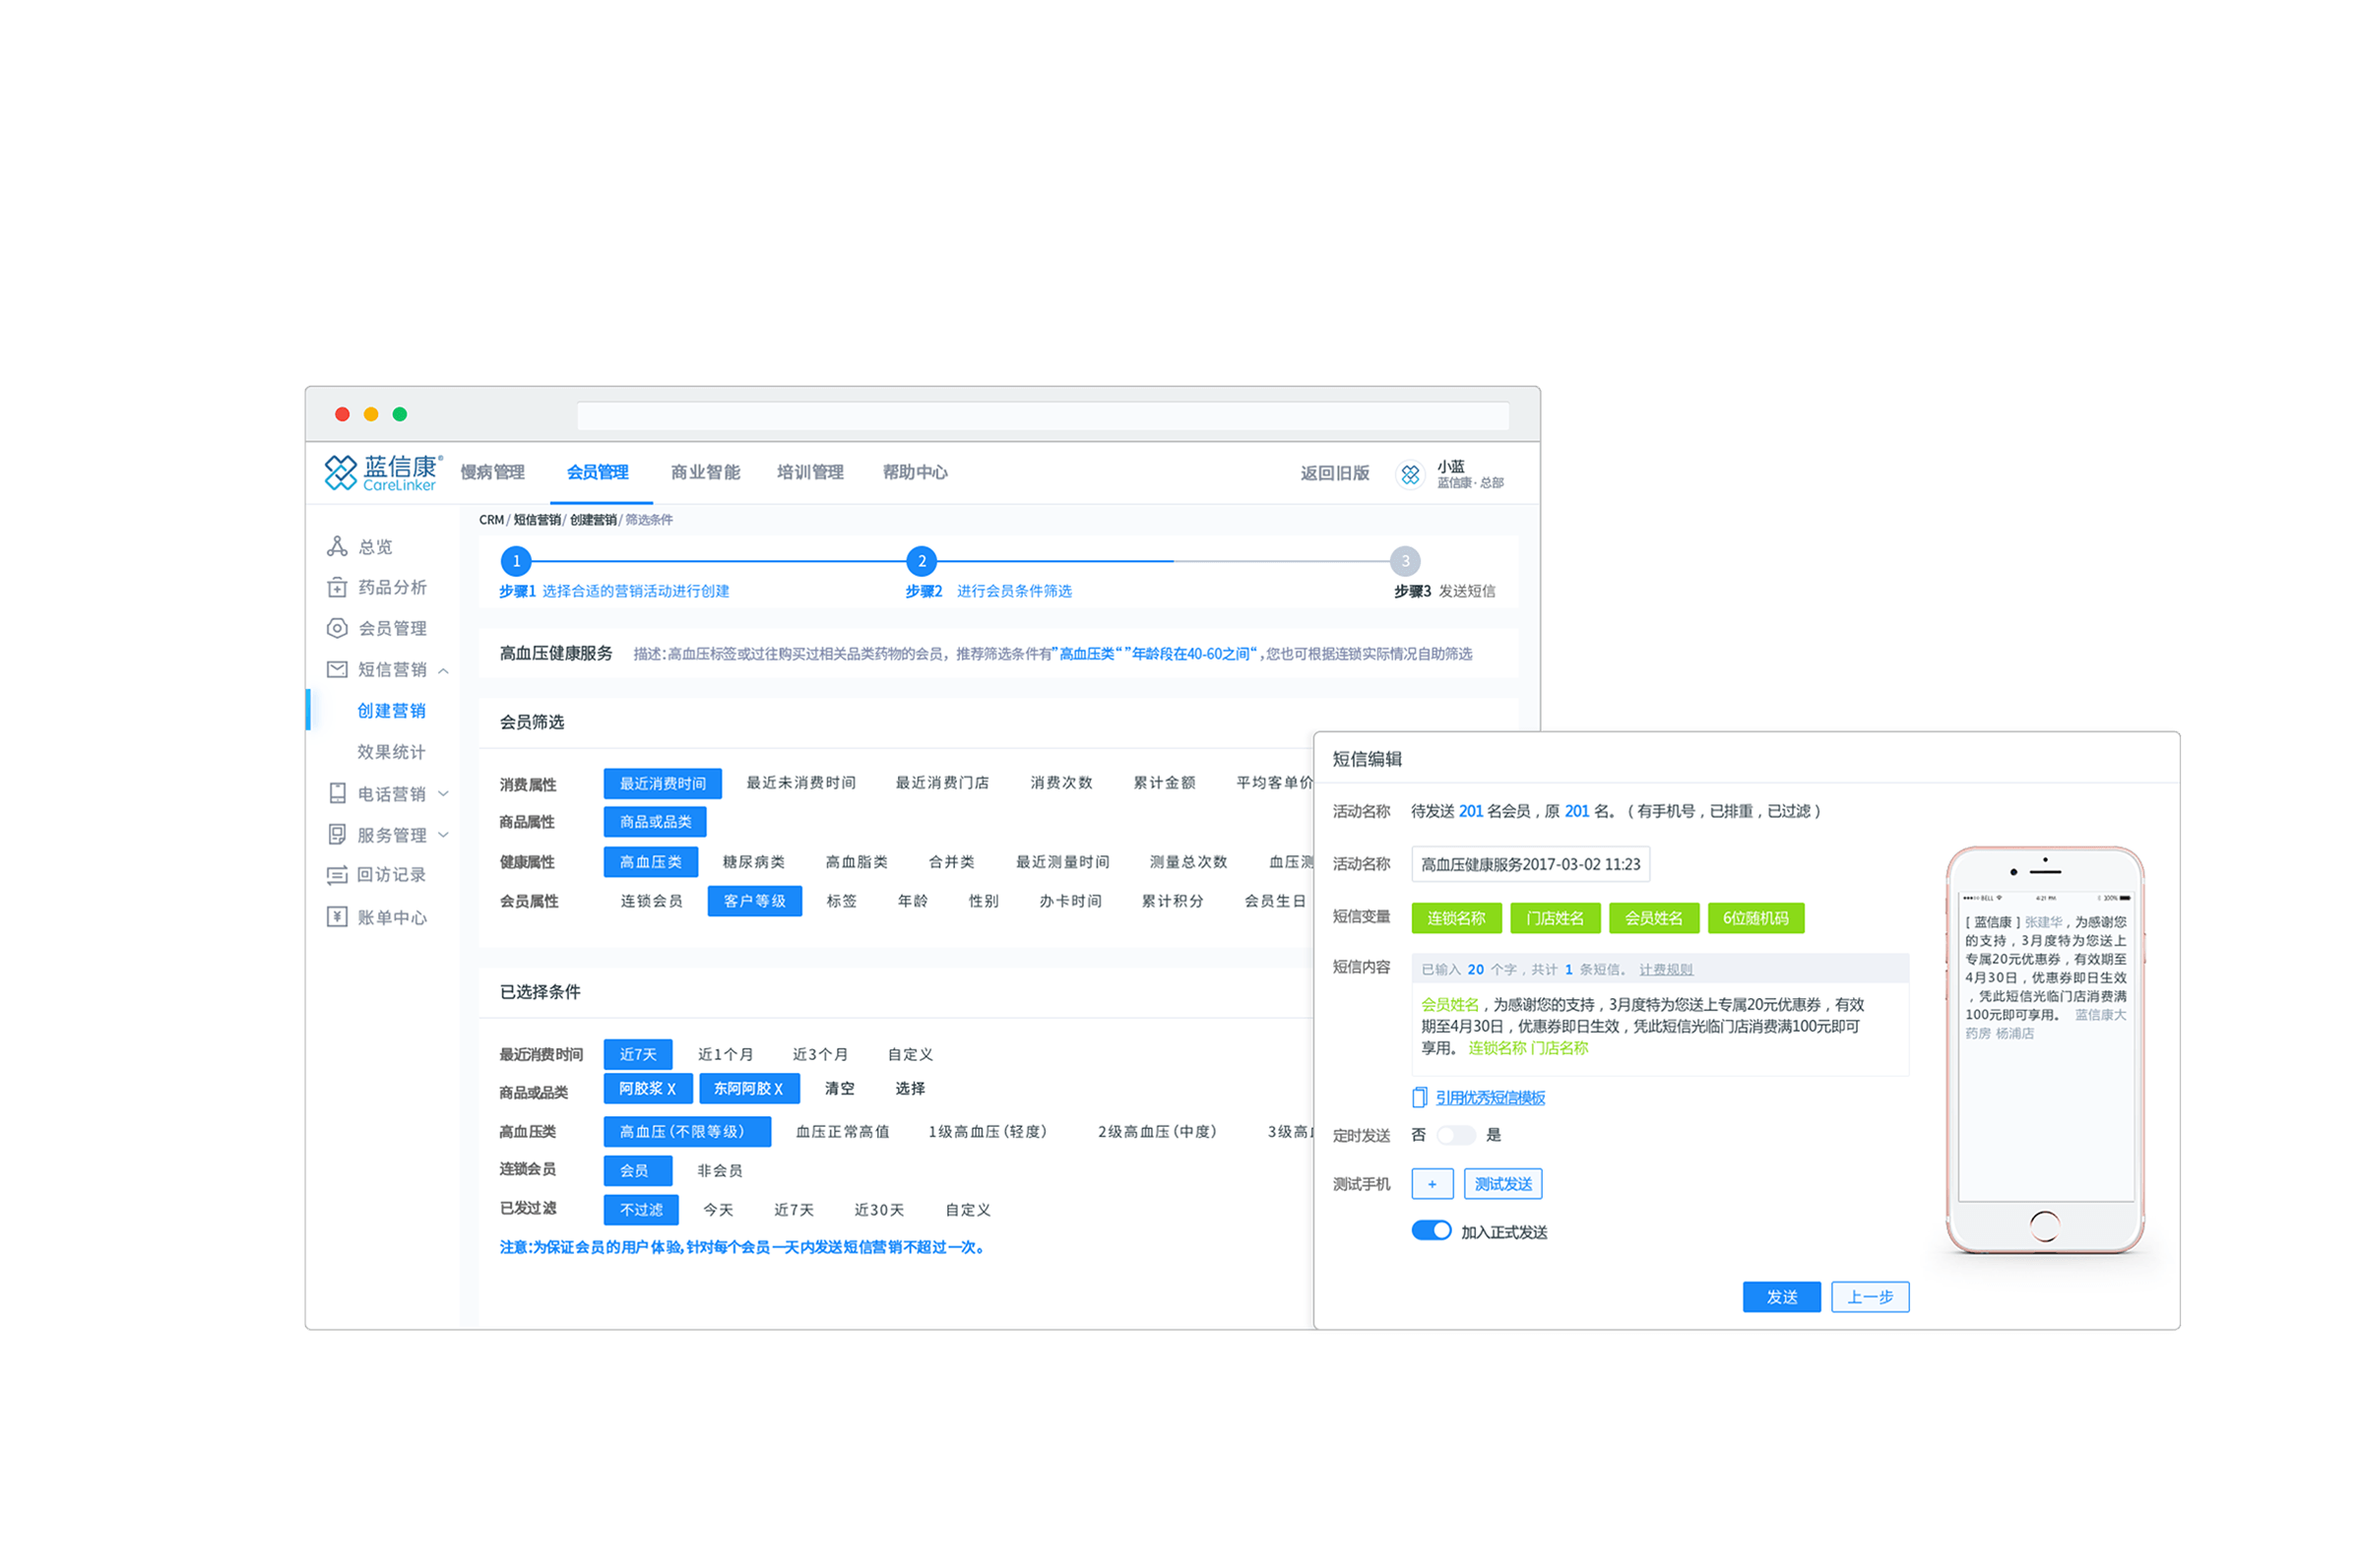 蓝信康®
CareLinker
慢病管理 会员管理 商业智能 培训管理 帮助中心 返回旧版
小蓝
蓝信康·总部
总览
药品分析
会员管理
短信营销
创建营销
效果统计
电话营销
服务管理
回访记录
账单中心
CRM / 短信营销 / 创建营销 / 筛选条件
1 2 3
步骤1 选择合适的营销活动进行创建 步骤2 进行会员条件筛选 步骤3 发送短信
高血压健康服务 描述:高血压标签或过往购买过相关品类药物的会员，推荐筛选条件有”高血压类“ ”年龄段在40-60之间“ ,您也可根据连锁实际情况自助筛选
会员筛选
消费属性 最近消费时间 最近未消费时间 最近消费门店 消费次数 累计金额 平均客单价
商品属性 商品或品类
健康属性 高血压类 糖尿病类 高血脂类 合并类 最近测量时间 测量总次数 血压测
会员属性 连锁会员 客户等级 标签 年龄 性别 办卡时间 累计积分 会员生日
已选择条件
最近消费时间 近7天 近1个月 近3个月 自定义
商品或品类 阿胶浆 X 东阿阿胶 X 清空 选择
高血压类 高血压(不限等级) 血压正常高值 1级高血压(轻度) 2级高血压(中度) 3级高
连锁会员 会员 非会员
已发过滤 不过滤 今天 近7天 近30天 自定义
注意:为保证会员的用户体验,针对每个会员一天内发送短信营销不超过一次。
短信编辑
活动名称 待发送 201 名会员，原 201 名。（有手机号，已排重，已过滤）
活动名称 高血压健康服务2017-03-02 11:23
短信变量 连锁名称 门店姓名 会员姓名 6位随机码
短信内容 已输入 20 个字，共计 1 条短信。 计费规则
会员姓名，为感谢您的支持，3月度特为您送上专属20元优惠券，有效
期至4月30日，优惠券即日生效，凭此短信光临门店消费满100元即可
享用。 连锁名称 门店名称
引用优秀短信模板
定时发送 否 是
测试手机 + 测试发送
加入正式发送
发送 上一步
BELL 4:21 PM 100%
[ 蓝信康 ] 张建华，为感谢您
的支持，3月度特为您送上
专属20元优惠券，有效期至
4月30日，优惠券即日生效
，凭此短信光临门店消费满
100元即可享用。 蓝信康大
药房 杨浦店